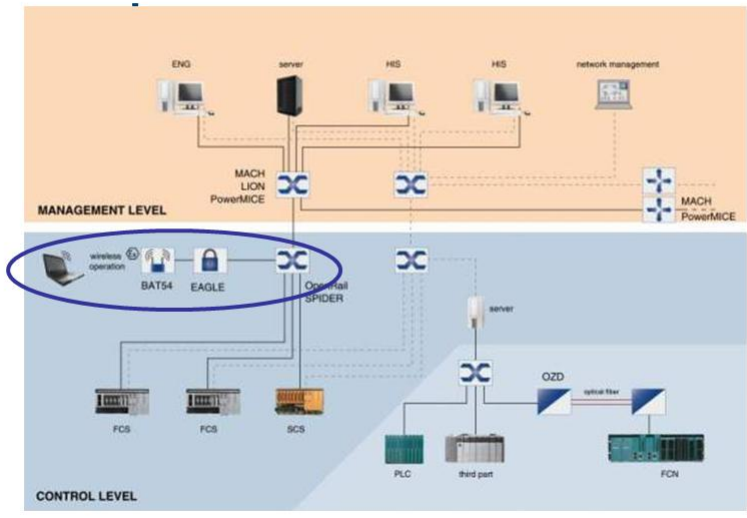 ENG
server
HIS
HIS
network management
MACH
LION
PowerMICE
MACH
PowerMICE
MANAGEMENT LEVEL
wireless
operation
BAT54
EAGLE
OpenRail
SPIDER
server
OZD
optical fiber
FCS
FCS
SCS
PLC
third part
FCN
CONTROL LEVEL